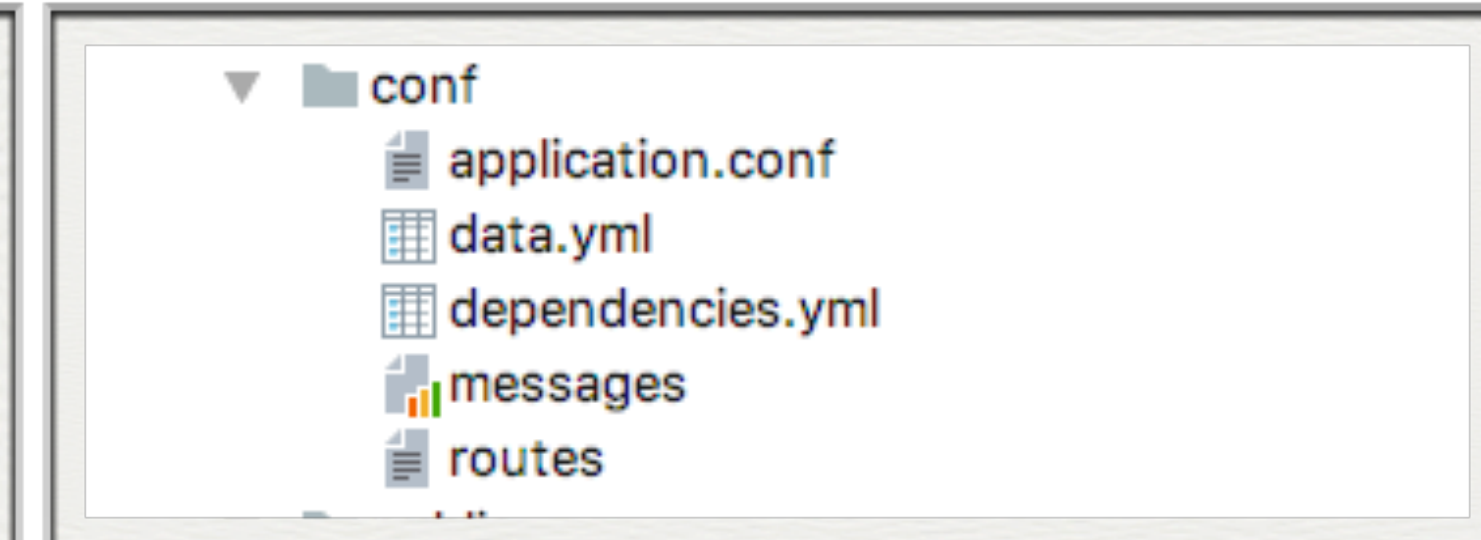 conf
application.conf
data.yml
dependencies.yml
messages
routes